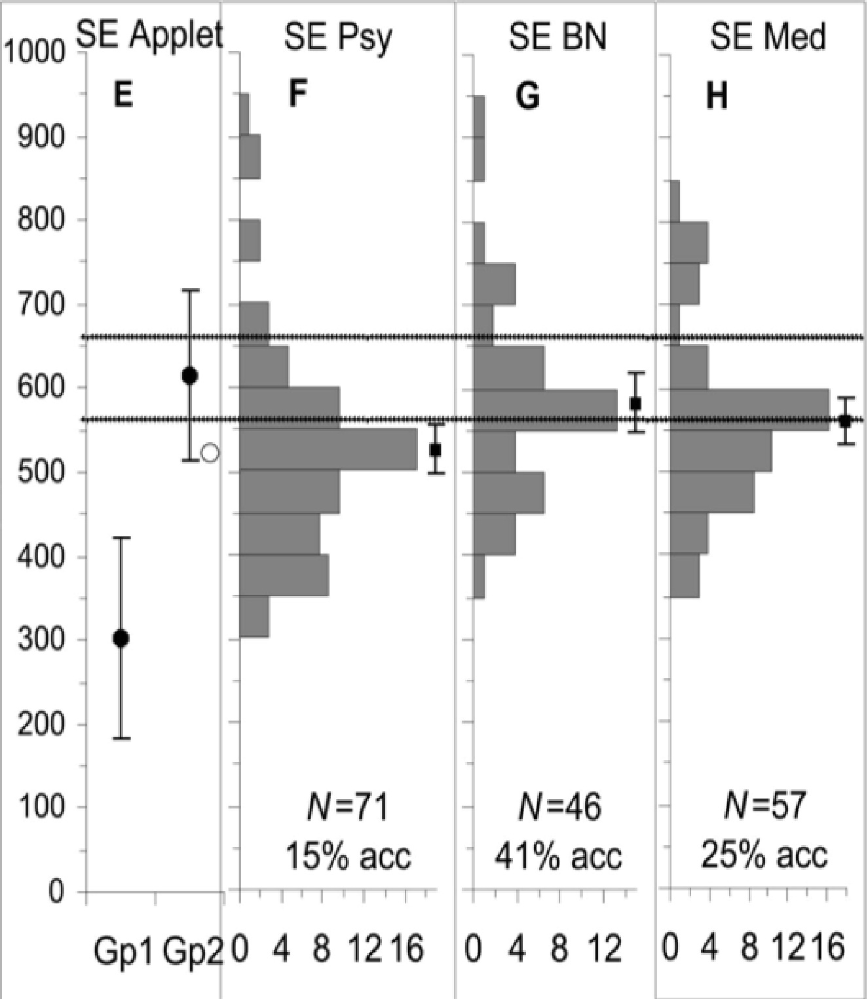 SE Applet SE Psy SE BN SE Med
E F G H
1000
900
800
700
600
500
400
300
200
100
0
N=71 N=46 N=57
15% acc 41% acc 25% acc
Gp1 Gp2 0 4 8 12 16 0 4 8 12 0 4 8 12 16